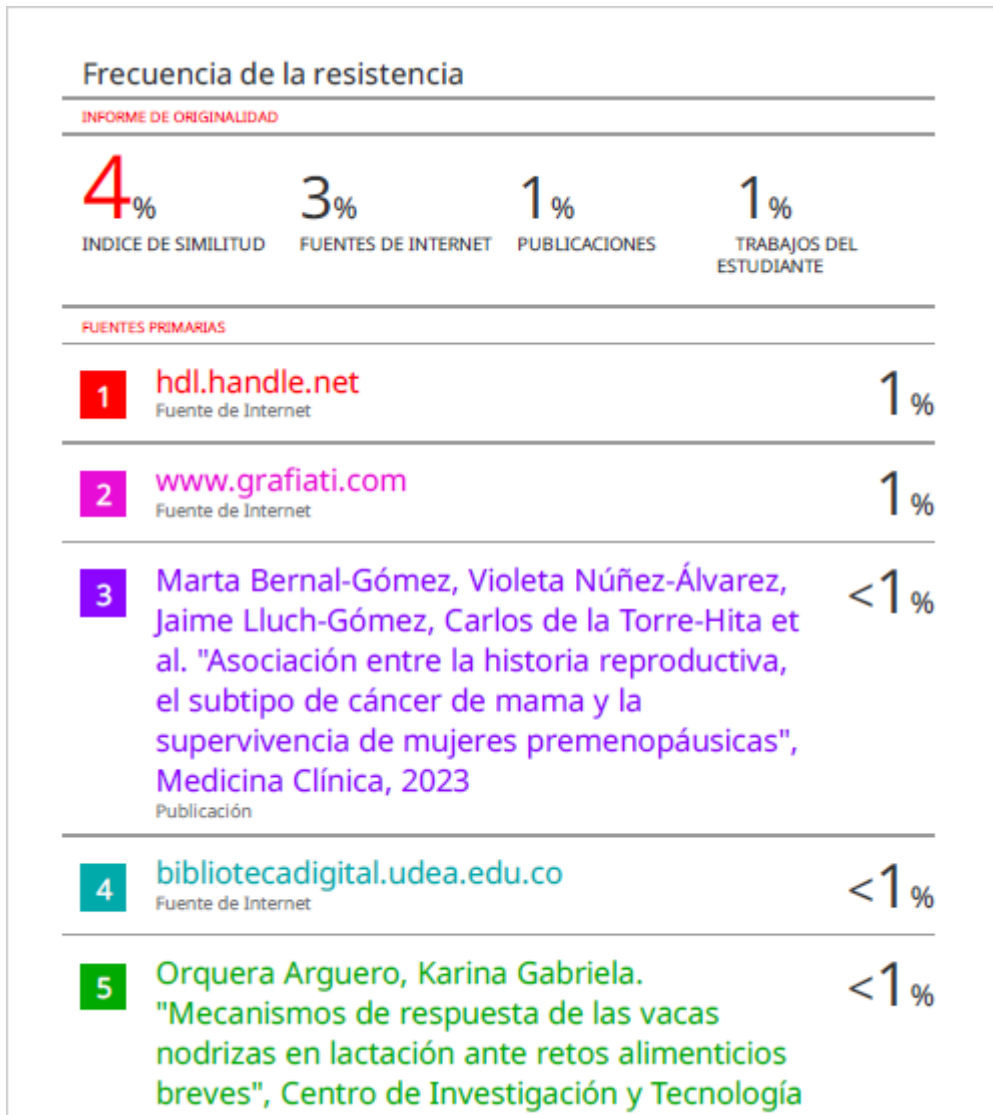 Frecuencia de la resistencia
INFORME DE ORIGINALIDAD
4%
3%
1%
1%
INDICE DE SIMILITUD
FUENTES DE INTERNET
PUBLICACIONES
TRABAJOS DEL
ESTUDIANTE
FUENTES PRIMARIAS
1
hdl.handle.net
1%
Fuente de Internet
2
www.grafiati.com
1%
Fuente de Internet
3
Marta Bernal-Gómez, Violeta Núñez-Álvarez,
<1%
Jaime Lluch-Gómez, Carlos de la Torre-Hita et
al. "Asociación entre la historia reproductiva,
el subtipo de cáncer de mama y la
supervivencia de mujeres premenopáusicas",
Medicina Clínica, 2023
Publicación
4
bibliotecadigital.udea.edu.co
<1%
Fuente de Internet
5
Orquera Arguero, Karina Gabriela.
<1%
"Mecanismos de respuesta de las vacas
nodrizas en lactación ante retos alimenticios
breves", Centro de Investigación y Tecnología